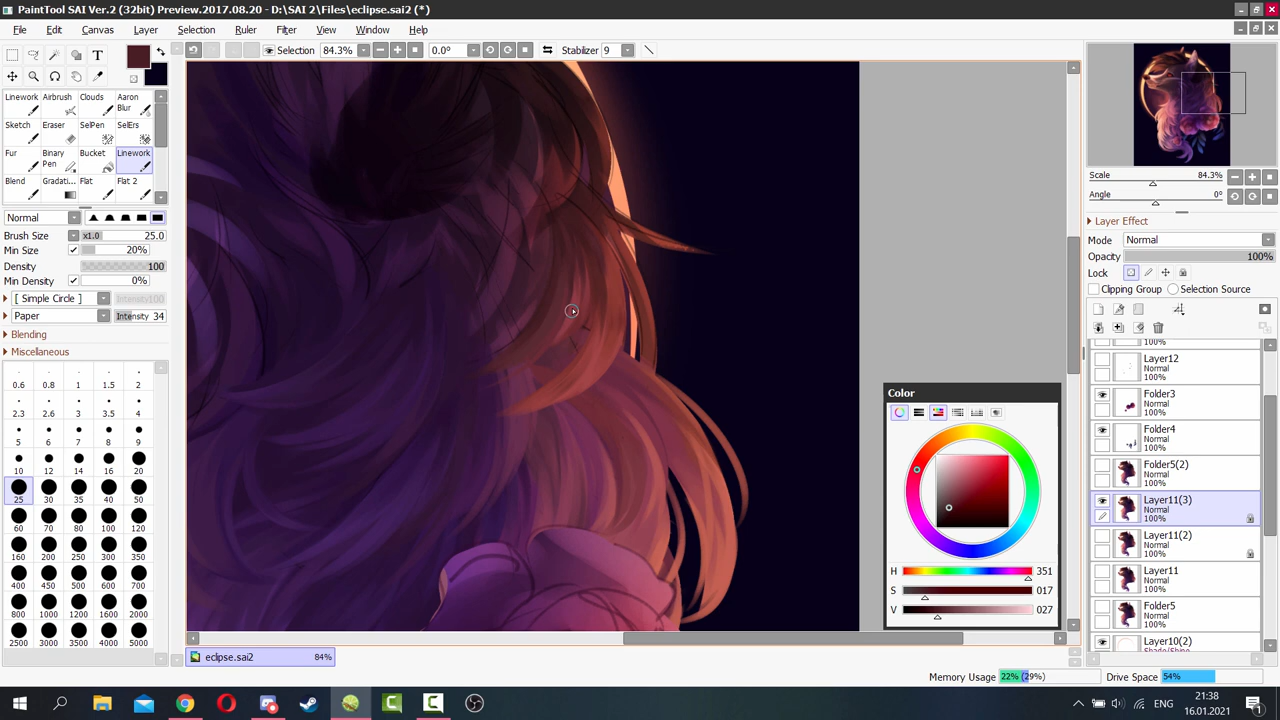 PaintTool SAI Ver.2 (32bit) Preview.2017.08.20 - D:\SAI 2\Files\eclipse.sai2 (*)
File Edit Canvas Layer Selection Ruler Filter View Window Help
Selection 84.3% 0.0° Stabilizer 9
T
Linework Airbrush Clouds Aaron Blur
Sketch Eraser SelPen SelErs
Fur Binary Pen Bucket Linework
Blend Gradati... Flat Flat 2
Normal
Brush Size x1.0 25.0
Min Size 20%
Density 100
Min Density 0%
[ Simple Circle ] Intensity 100
Paper Intensity 34
Blending
Miscellaneous
0.6 0.8 1 1.5 2
2.3 2.6 3 3.5 4
5 6 7 8 9
10 12 14 16 20
25 30 35 40 50
60 70 80 100 120
160 200 250 300 350
400 450 500 600 700
800 1000 1200 1400 1600
2500 3000 3500 4000 5000
eclipse.sai2 84%
Color
H 351
S 017
V 027
Scale 84.3%
Angle 0°
Layer Effect
Mode Normal
Opacity 100%
Lock
Clipping Group Selection Source
100%
Layer12
Normal
100%
Folder3
Normal
100%
Folder4
Normal
100%
Folder5(2)
Normal
100%
Layer11(3)
Normal
100%
Layer11(2)
Normal
100%
Layer11
Normal
100%
Folder5
Normal
100%
Layer10(2)
Shade/Shine
Memory Usage 22% (29%) Drive Space 54%
ENG 21:38
16.01.2021